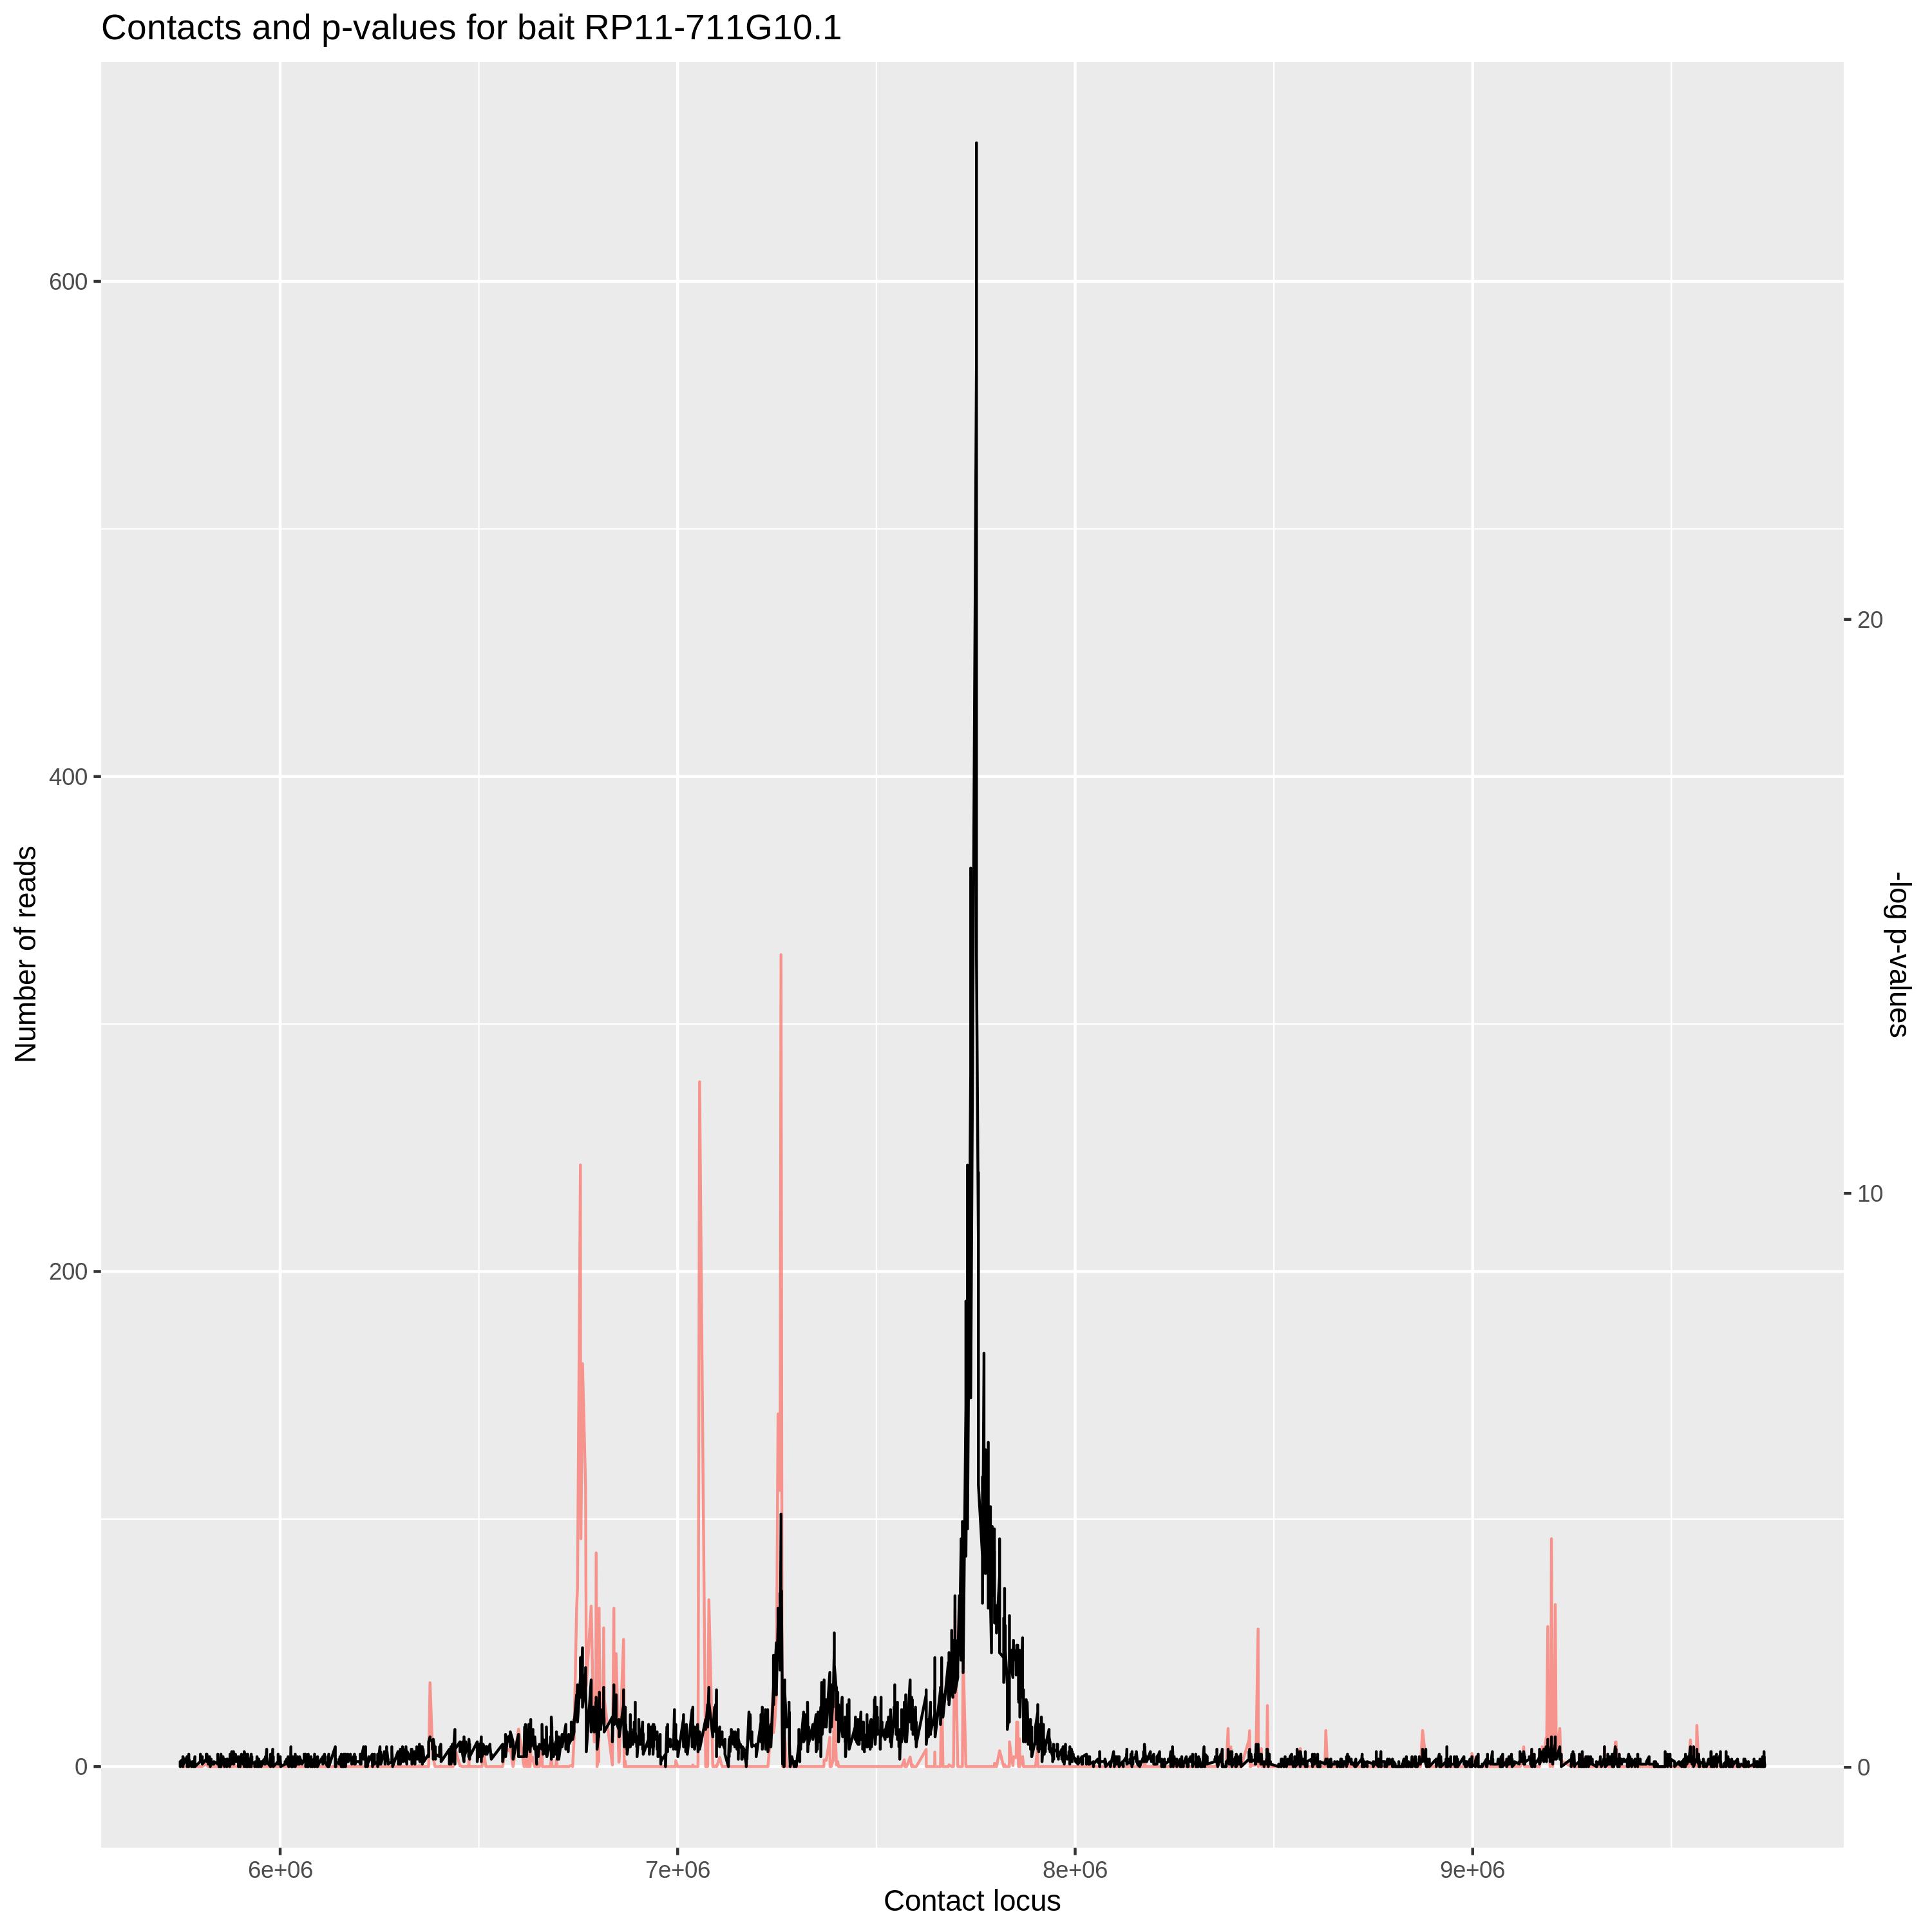 Contacts and p-values for bait RP11-711G10.1
600
400
200
0
Number of reads
20
10
0
-log p-values
6e+06
7e+06
8e+06
9e+06
Contact locus